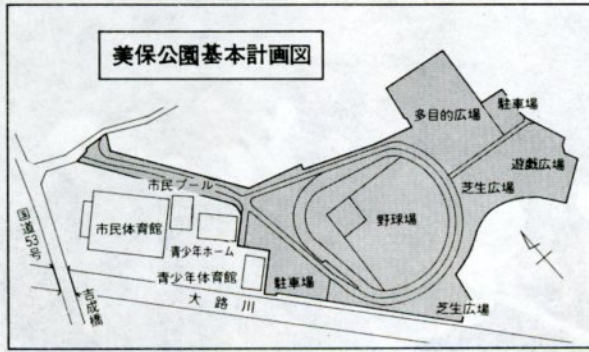 美保公園基本計画図
多目的広場
駐車場
遊戯広場
芝生広場
野球場
市民プール
市民体育館
青少年ホーム
青少年体育館
駐車場
芝生広場
国道53号
吉成橋
大路川